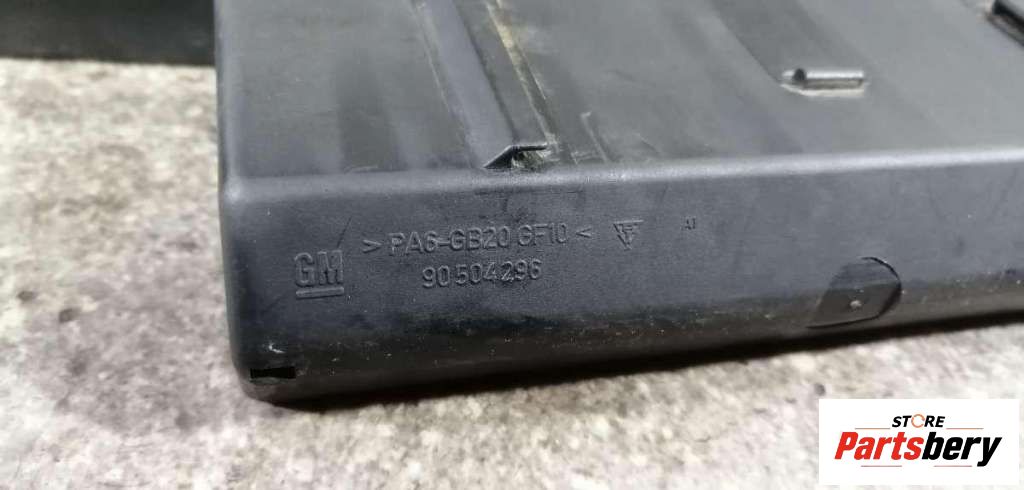 GM
> PA6-GB20 GF10 <
90504296
STORE
Partsbery